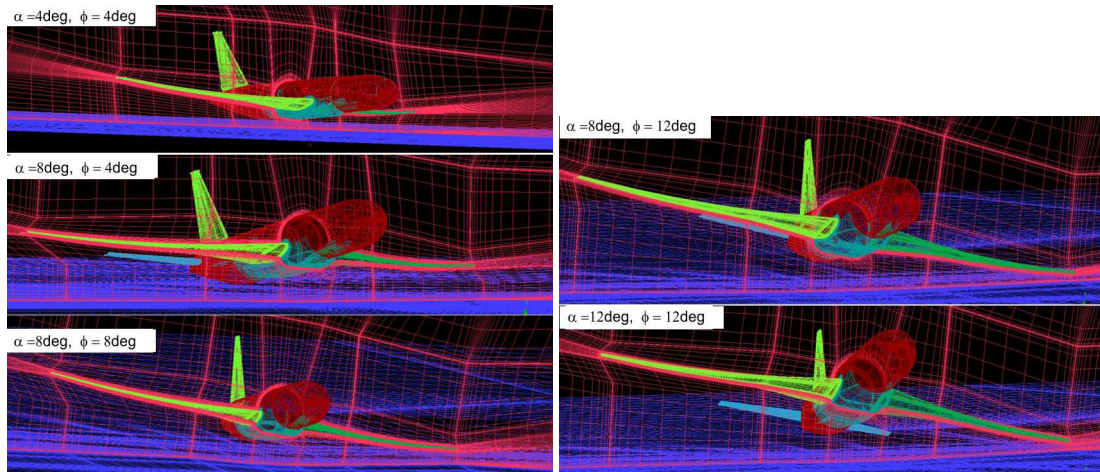 α =4deg, ϕ = 4deg
α =8deg, ϕ = 4deg
α =8deg, ϕ = 8deg
α =8deg, ϕ = 12deg
α =12deg, ϕ = 12deg